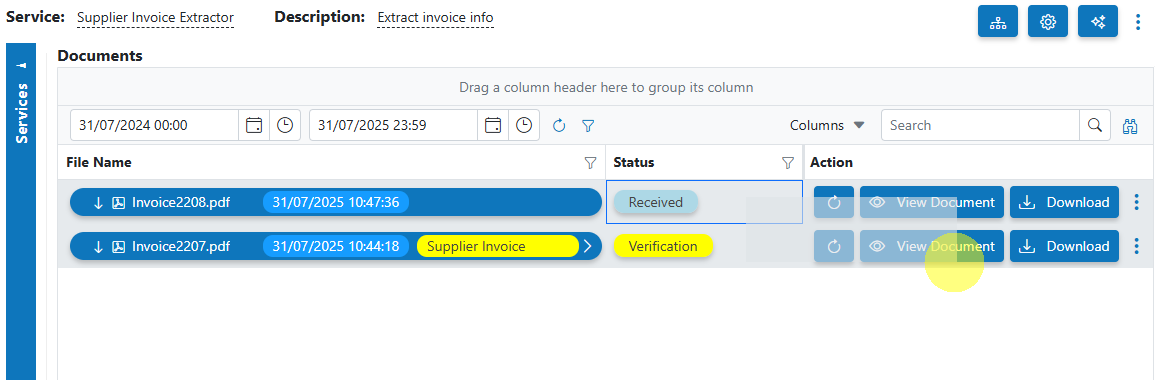 Service: Supplier Invoice Extractor Description: Extract invoice info
Services
Documents
Drag a column header here to group its column
31/07/2024 00:00 31/07/2025 23:59 Columns Search
File Name Status Action
Invoice2208.pdf 31/07/2025 10:47:36 Received View Document Download
Invoice2207.pdf 31/07/2025 10:44:18 Supplier Invoice Verification View Document Download